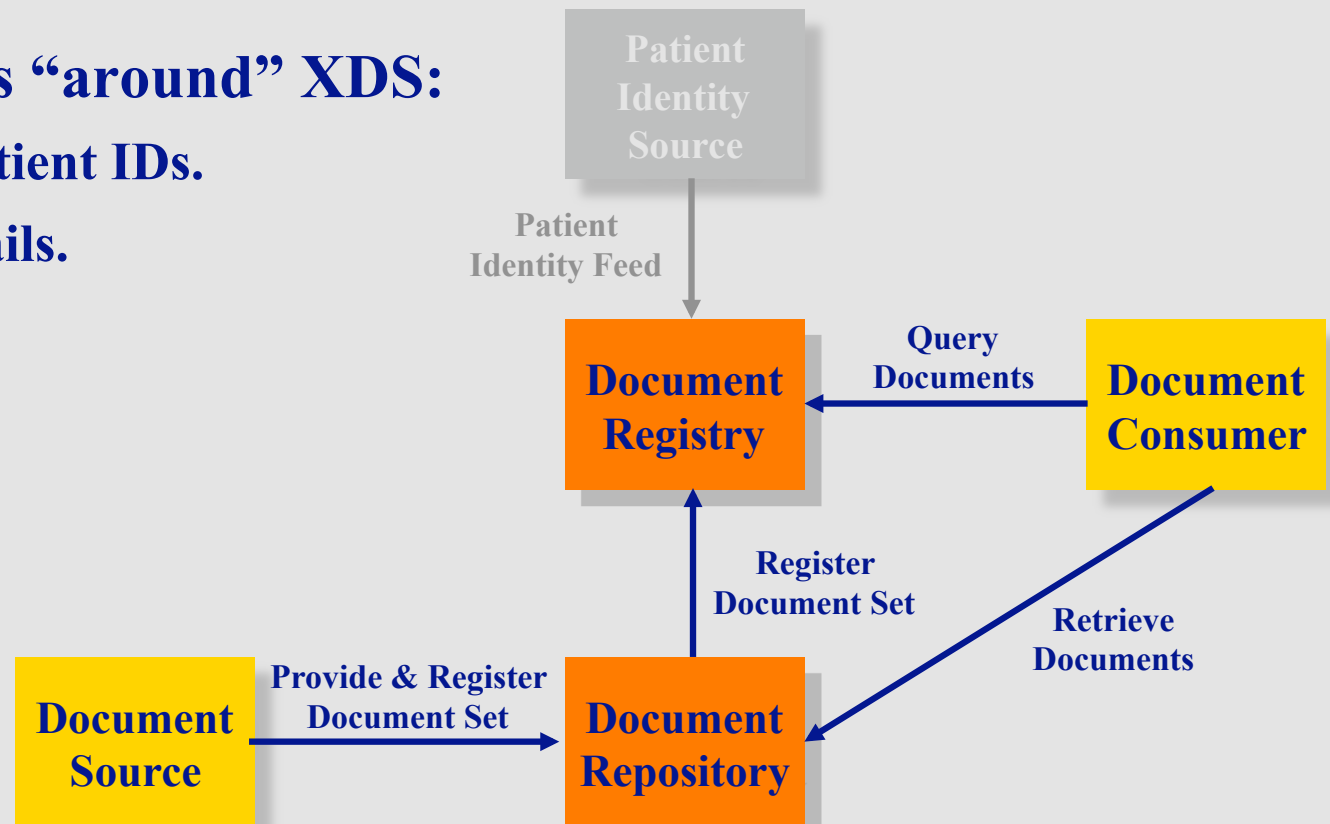 s “around” XDS:
tient IDs.
ails.
Patient
Identity
Source
Patient
Identity Feed
Document
Registry
Query
Documents
Document
Consumer
Register
Document Set
Retrieve
Documents
Document
Source
Provide & Register
Document Set
Document
Repository